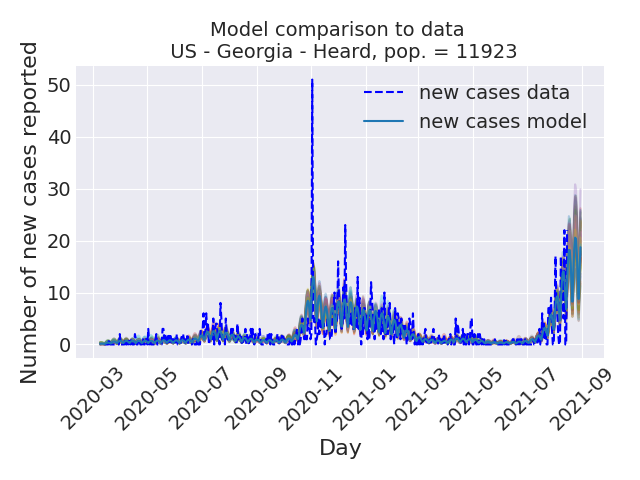 Model comparison to data
US - Georgia - Heard, pop. = 11923
new cases data
new cases model
Number of new cases reported
50
40
30
20
10
0
2020-03
2020-05
2020-07
2020-09
2020-11
2021-01
2021-03
2021-05
2021-07
2021-09
Day